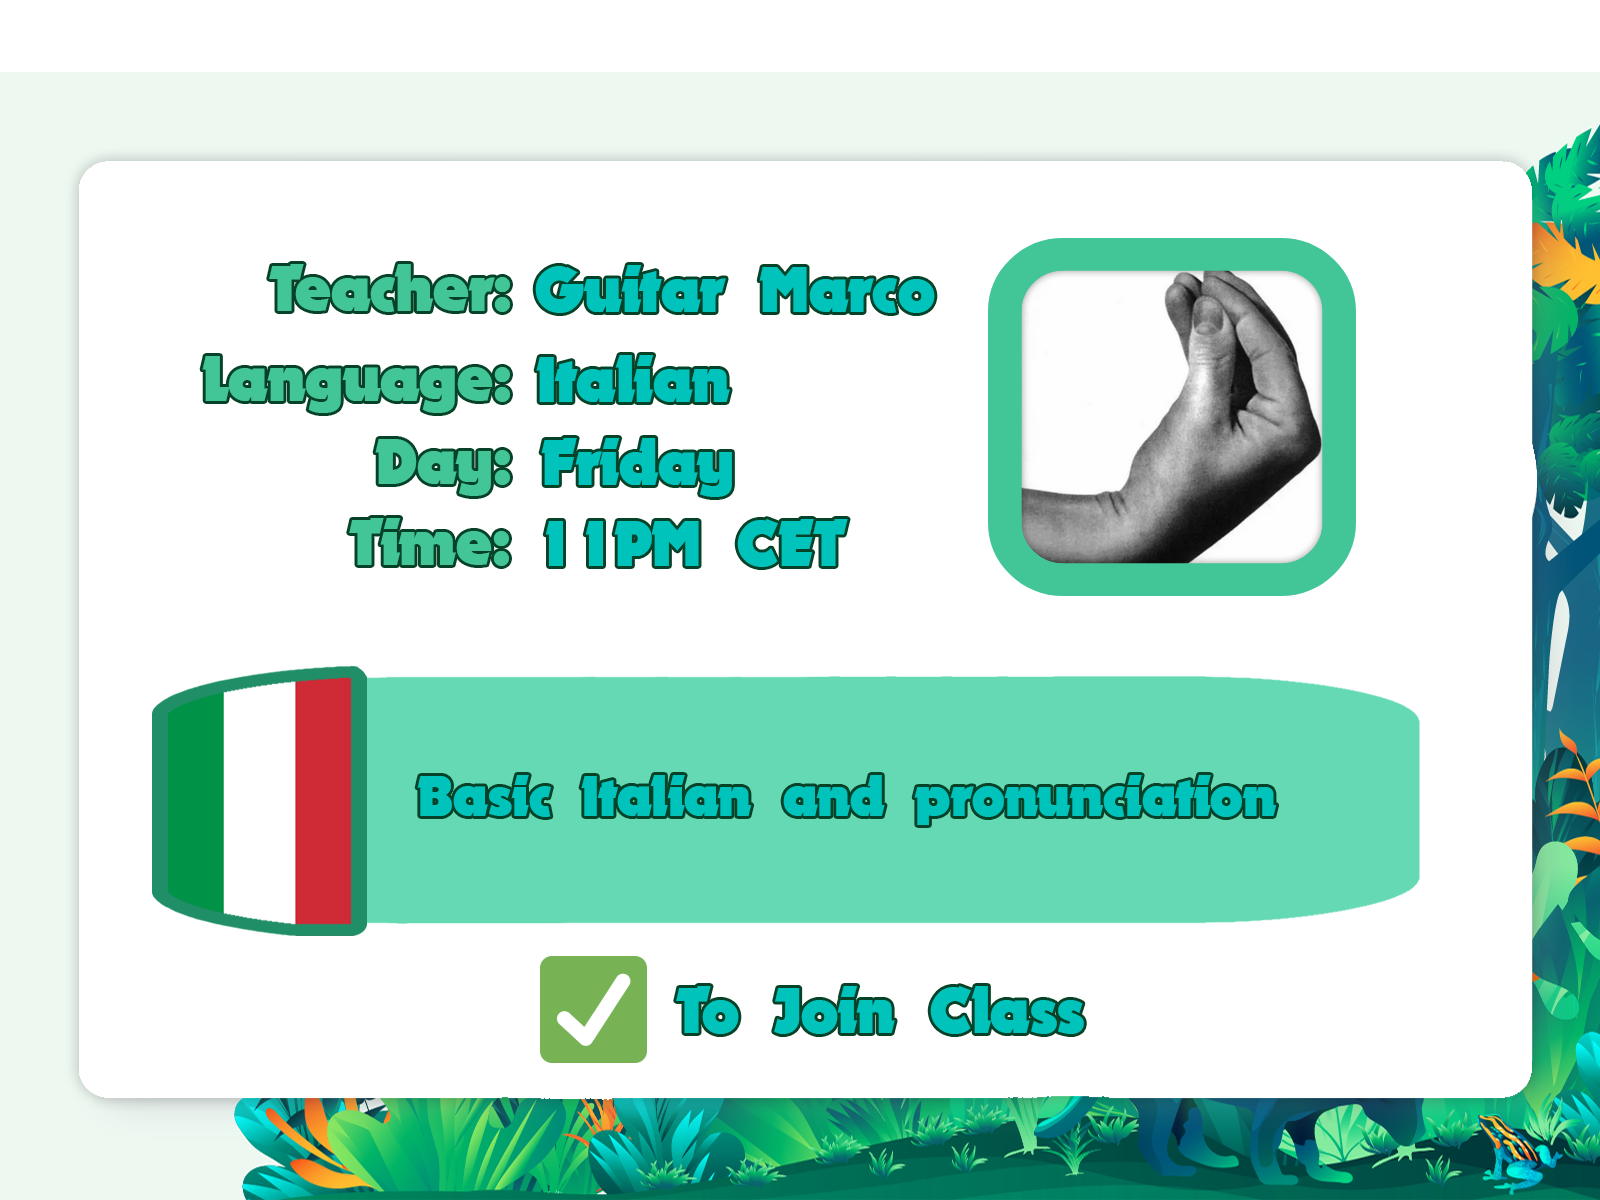 Teacher: Guitar Marco
Language: Italian
Day: Friday
Time: 11PM CET
Basic Italian and pronunciation
To Join Class